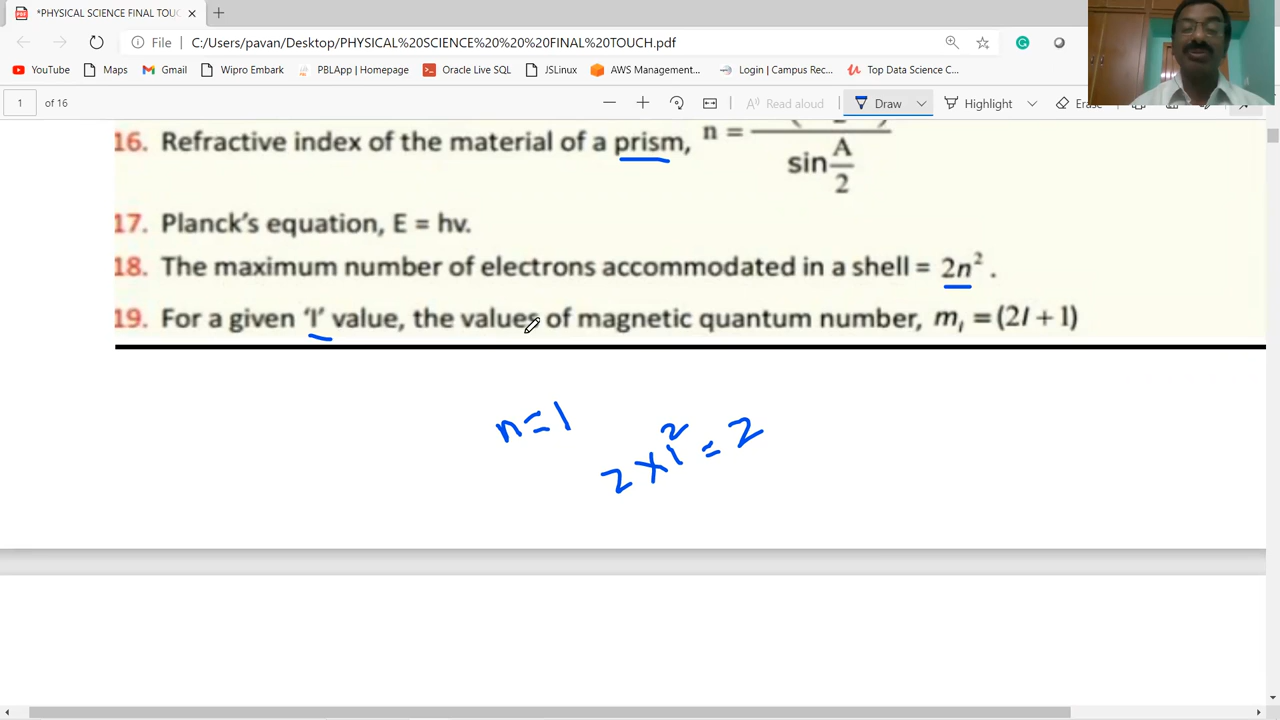 *PHYSICAL SCIENCE FINAL TOUCH
File C:/Users/pavan/Desktop/PHYSICAL%20SCIENCE%20%20%20FINAL%20TOUCH.pdf
YouTube Maps Gmail Wipro Embark PBLApp | Homepage Oracle Live SQL JSLinux AWS Management... Login | Campus Rec... Top Data Science C...
1 of 16 Read aloud Draw Highlight Erase
16. Refractive index of the material of a prism, n = sin A/2
17. Planck's equation, E = hν.
18. The maximum number of electrons accommodated in a shell = 2n².
19. For a given 'l' value, the values of magnetic quantum number, mₗ = (2l + 1)
n=1
2×1²=2